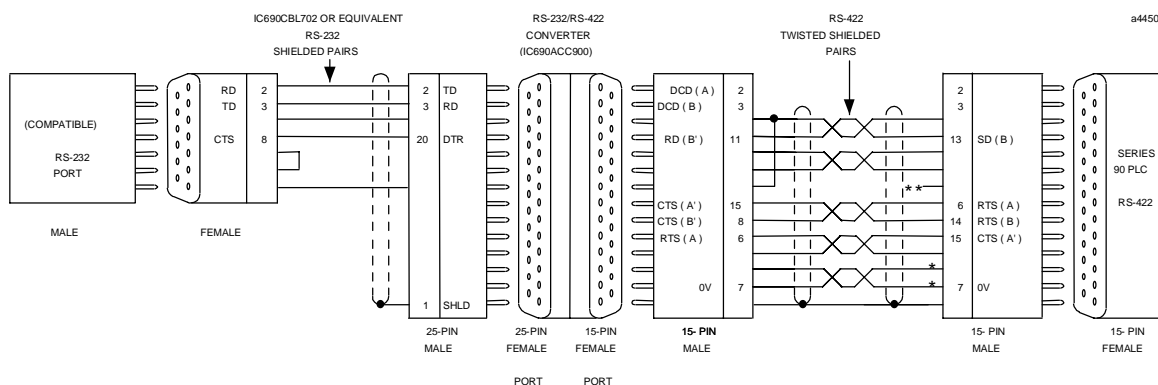 IC690CBL702 OR EQUIVALENT
RS-232
SHIELDED PAIRS
RS-232/RS-422
CONVERTER
(IC690ACC900)
RS-422
TWISTED SHIELDED
PAIRS
a4450
(COMPATIBLE)
RS-232
PORT
MALE
RD 2
TD 3
CTS 8
FEMALE
2 TD
3 RD
20 DTR
1 SHLD
25-PIN
MALE
25-PIN
FEMALE
PORT
15-PIN
FEMALE
PORT
DCD ( A ) 2
DCD ( B ) 3
RD ( B' ) 11
CTS ( A' ) 15
CTS ( B' ) 8
RTS ( A ) 6
0V 7
15- PIN
MALE
**
*
*
2
3
13 SD ( B )
6 RTS ( A )
14 RTS ( B )
15 CTS ( A' )
7 0V
15- PIN
MALE
SERIES
90 PLC
RS-422
15- PIN
FEMALE